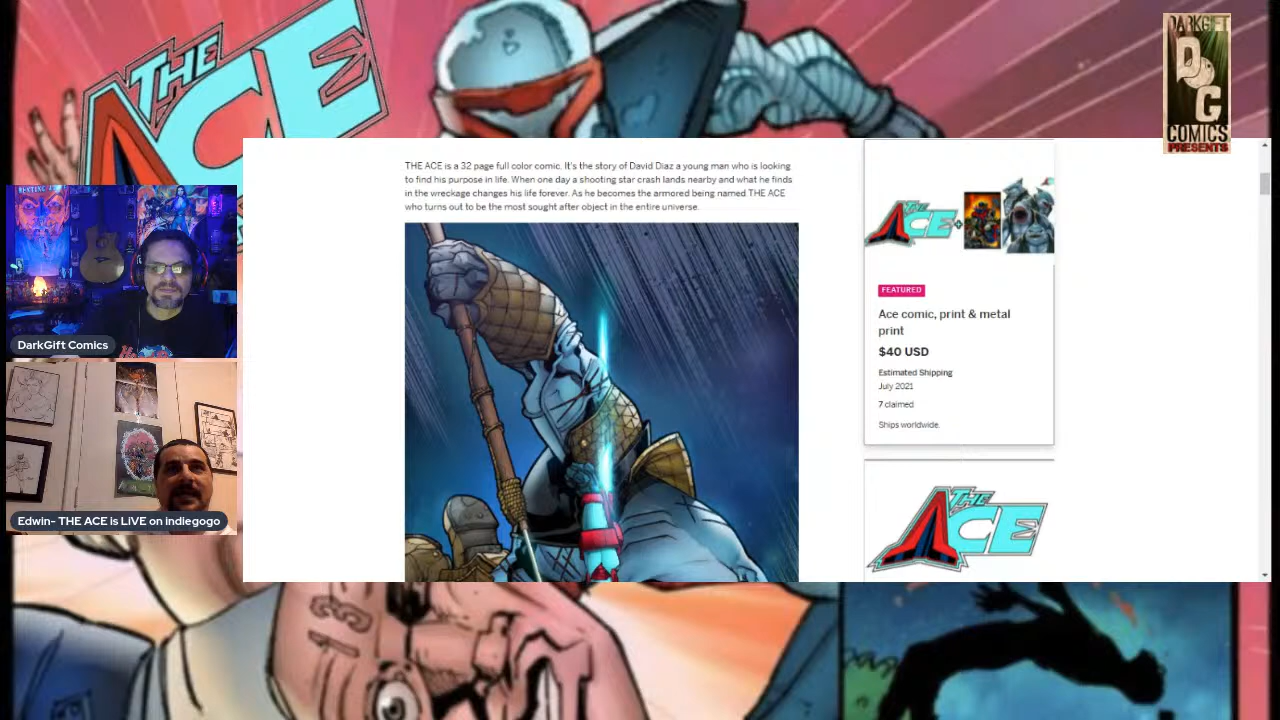 THE
ACE
DARKGIFT
DG
COMICS
PRESENTS
THE ACE is a 32 page full color comic. It's the story of David Diaz a young man who is looking
to find his purpose in life. When one day a shooting star crash lands nearby and what he finds
in the wreckage changes his life forever. As he becomes the armored being named THE ACE
who turns out to be the most sought after object in the entire universe.
THE
ACE
+
FEATURED
Ace comic, print & metal
print
$40 USD
Estimated Shipping
July 2021
7 claimed
Ships worldwide.
THE
ACE
DarkGift Comics
Edwin- THE ACE is LiVE on indiegogo
13